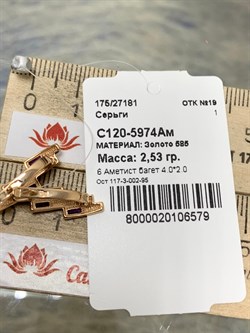 175/27181 ОТК №19
Серьги 1
С120-5974Ам
МАТЕРИАЛ: Золото 585
Масса: 2,53 гр.
6 Аметист багет 4.0*2.0
Ост 117-3-002-95
8000020106579